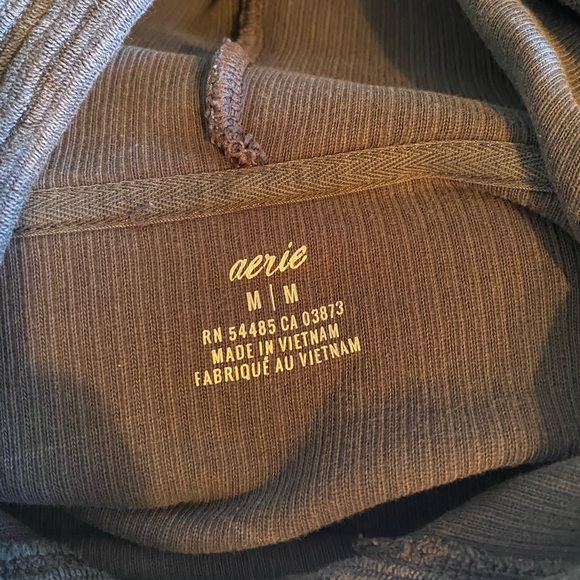 aerie
M | M
RN 54485 CA 03873
MADE IN VIETNAM
FABRIQUÉ AU VIETNAM